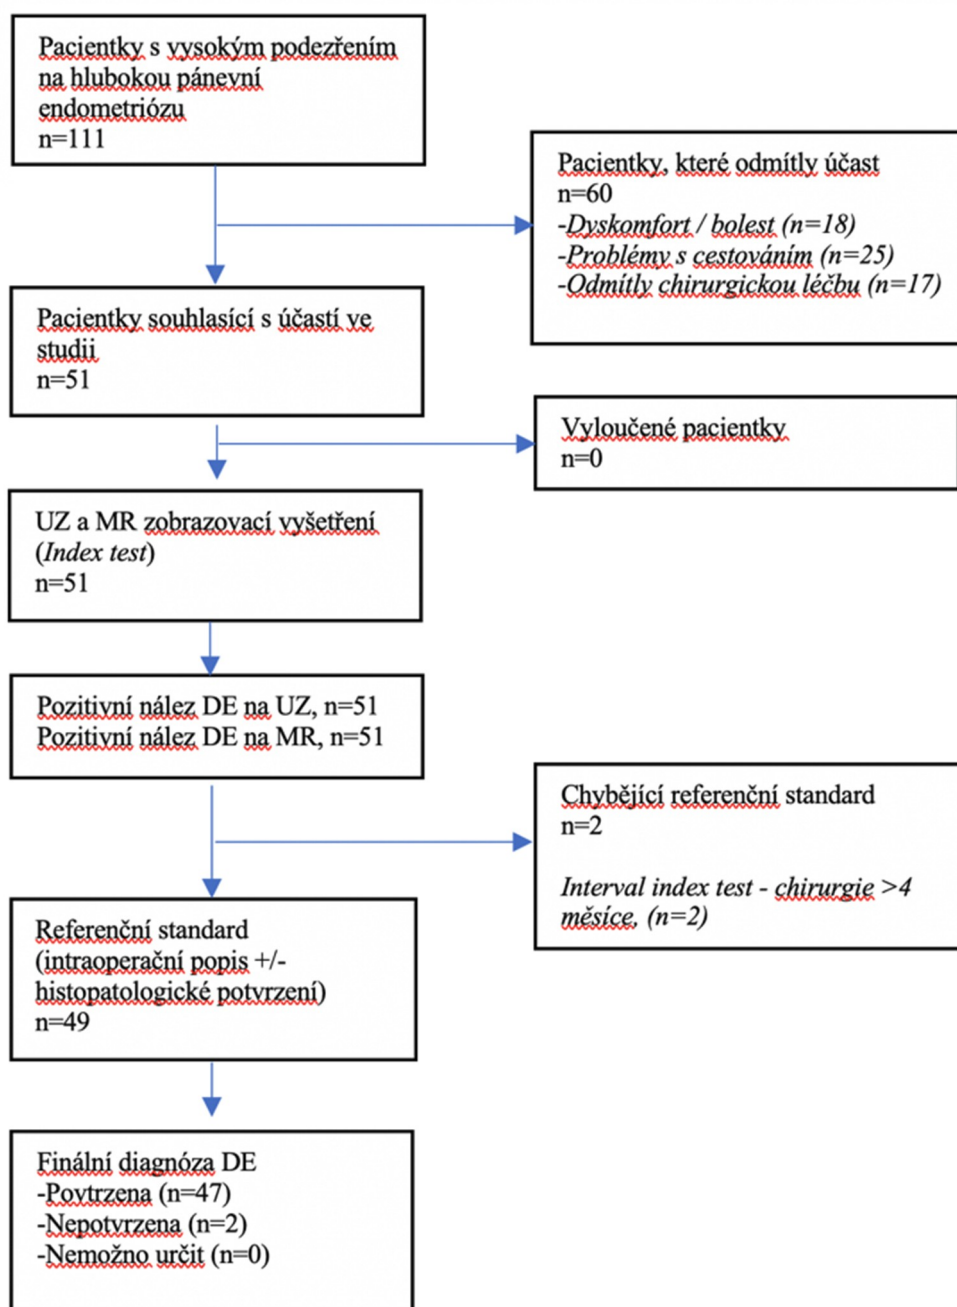 Pacientky s vysokým podezřením
na hlubokou pánevní
endometriózu
n=111
Pacientky, které odmítly účast
n=60
-Dyskomfort / bolest (n=18)
-Problémy s cestováním (n=25)
-Odmítly chirurgickou léčbu (n=17)
Pacientky souhlasící s účastí ve
studii
n=51
Vyloučené pacientky
n=0
UZ a MR zobrazovací vyšetření
(Index test)
n=51
Pozitivní nález DE na UZ, n=51
Pozitivní nález DE na MR, n=51
Chybějící referenční standard
n=2
Interval index test - chirurgie >4
měsíce, (n=2)
Referenční standard
(intraoperační popis +/-
histopatologické potvrzení)
n=49
Finální diagnóza DE
-Povtrzena (n=47)
-Nepotvrzena (n=2)
-Nemožno určit (n=0)